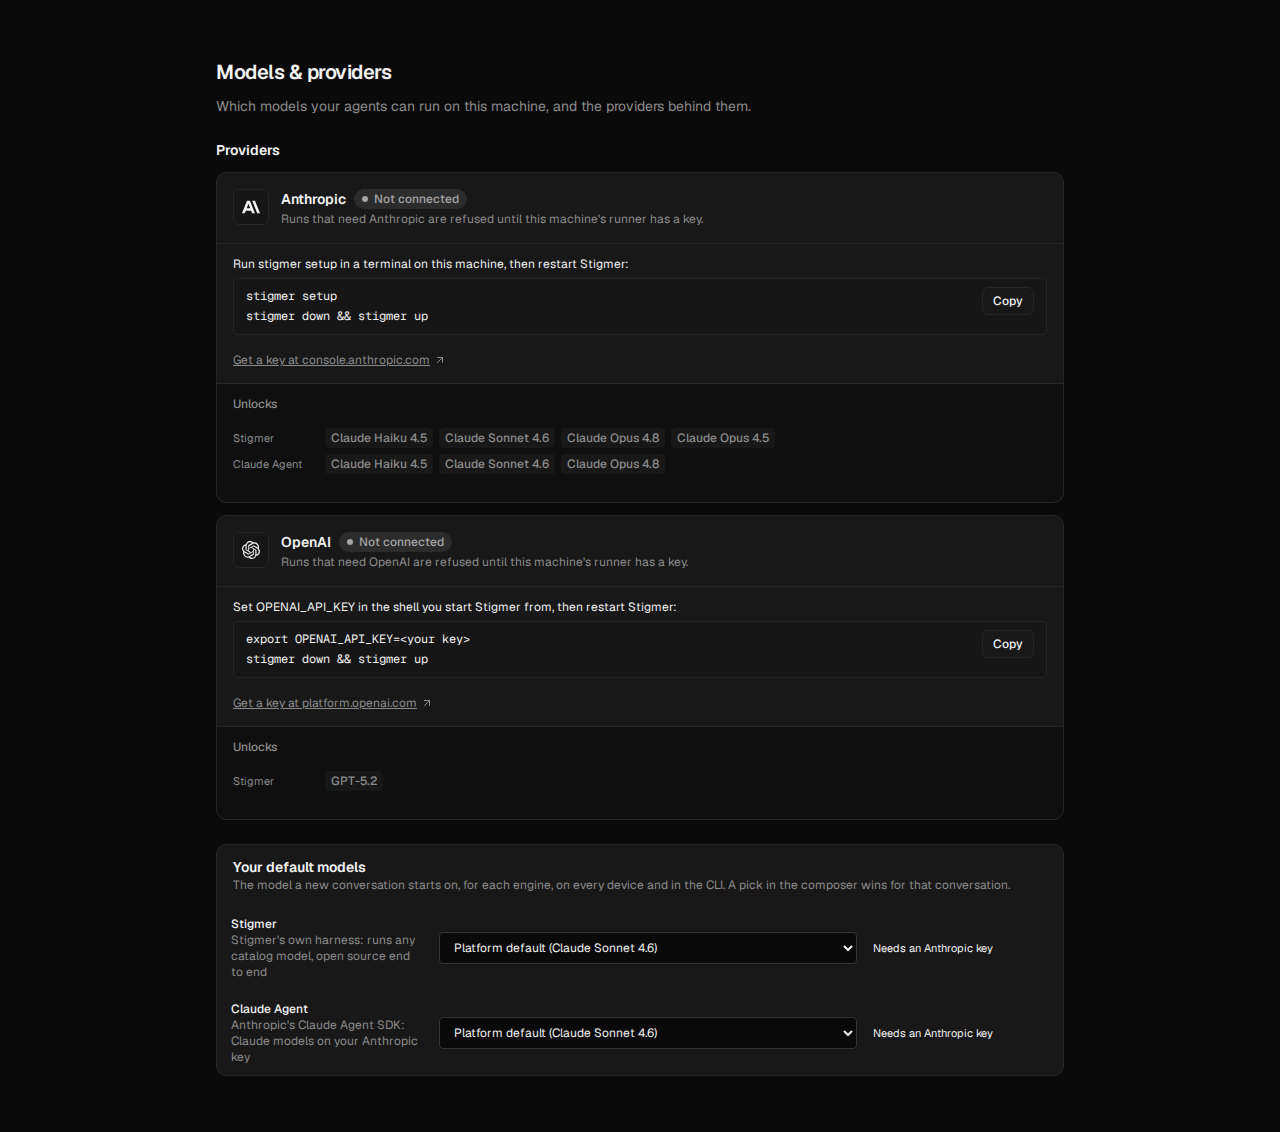 Models & providers
Which models your agents can run on this machine, and the providers behind them.
Providers
Anthropic
Not connected
Runs that need Anthropic are refused until this machine's runner has a key.
Run stigmer setup in a terminal on this machine, then restart Stigmer:
stigmer setup
stigmer down && stigmer up
Copy
Get a key at console.anthropic.com
Unlocks
Stigmer Claude Haiku 4.5 Claude Sonnet 4.6 Claude Opus 4.8 Claude Opus 4.5
Claude Agent Claude Haiku 4.5 Claude Sonnet 4.6 Claude Opus 4.8
OpenAI
Not connected
Runs that need OpenAI are refused until this machine's runner has a key.
Set OPENAI_API_KEY in the shell you start Stigmer from, then restart Stigmer:
export OPENAI_API_KEY=<your key>
stigmer down && stigmer up
Copy
Get a key at platform.openai.com
Unlocks
Stigmer GPT-5.2
Your default models
The model a new conversation starts on, for each engine, on every device and in the CLI. A pick in the composer wins for that conversation.
Stigmer
Stigmer's own harness: runs any
catalog model, open source end
to end
Platform default (Claude Sonnet 4.6)
Needs an Anthropic key
Claude Agent
Anthropic's Claude Agent SDK:
Claude models on your Anthropic
key
Platform default (Claude Sonnet 4.6)
Needs an Anthropic key